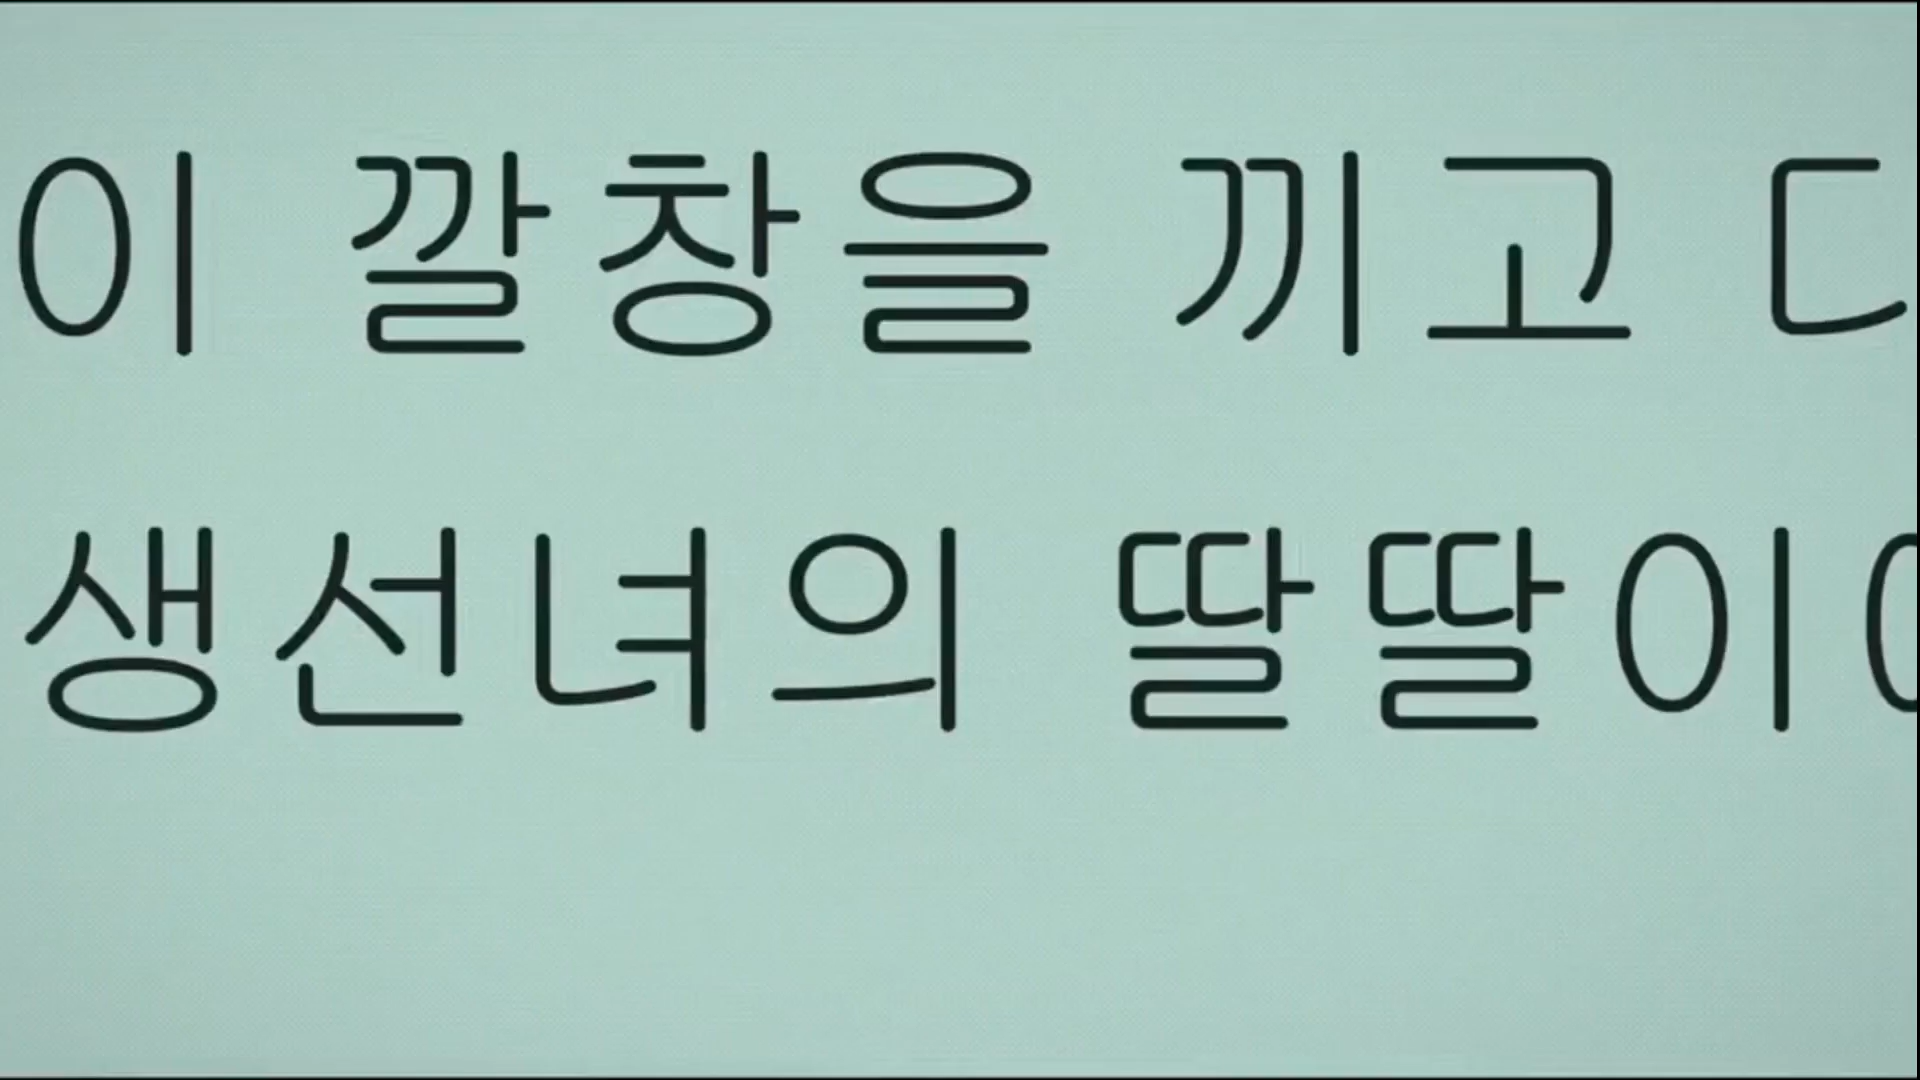 이 깔창을 끼고
생선녀의 딸딸이